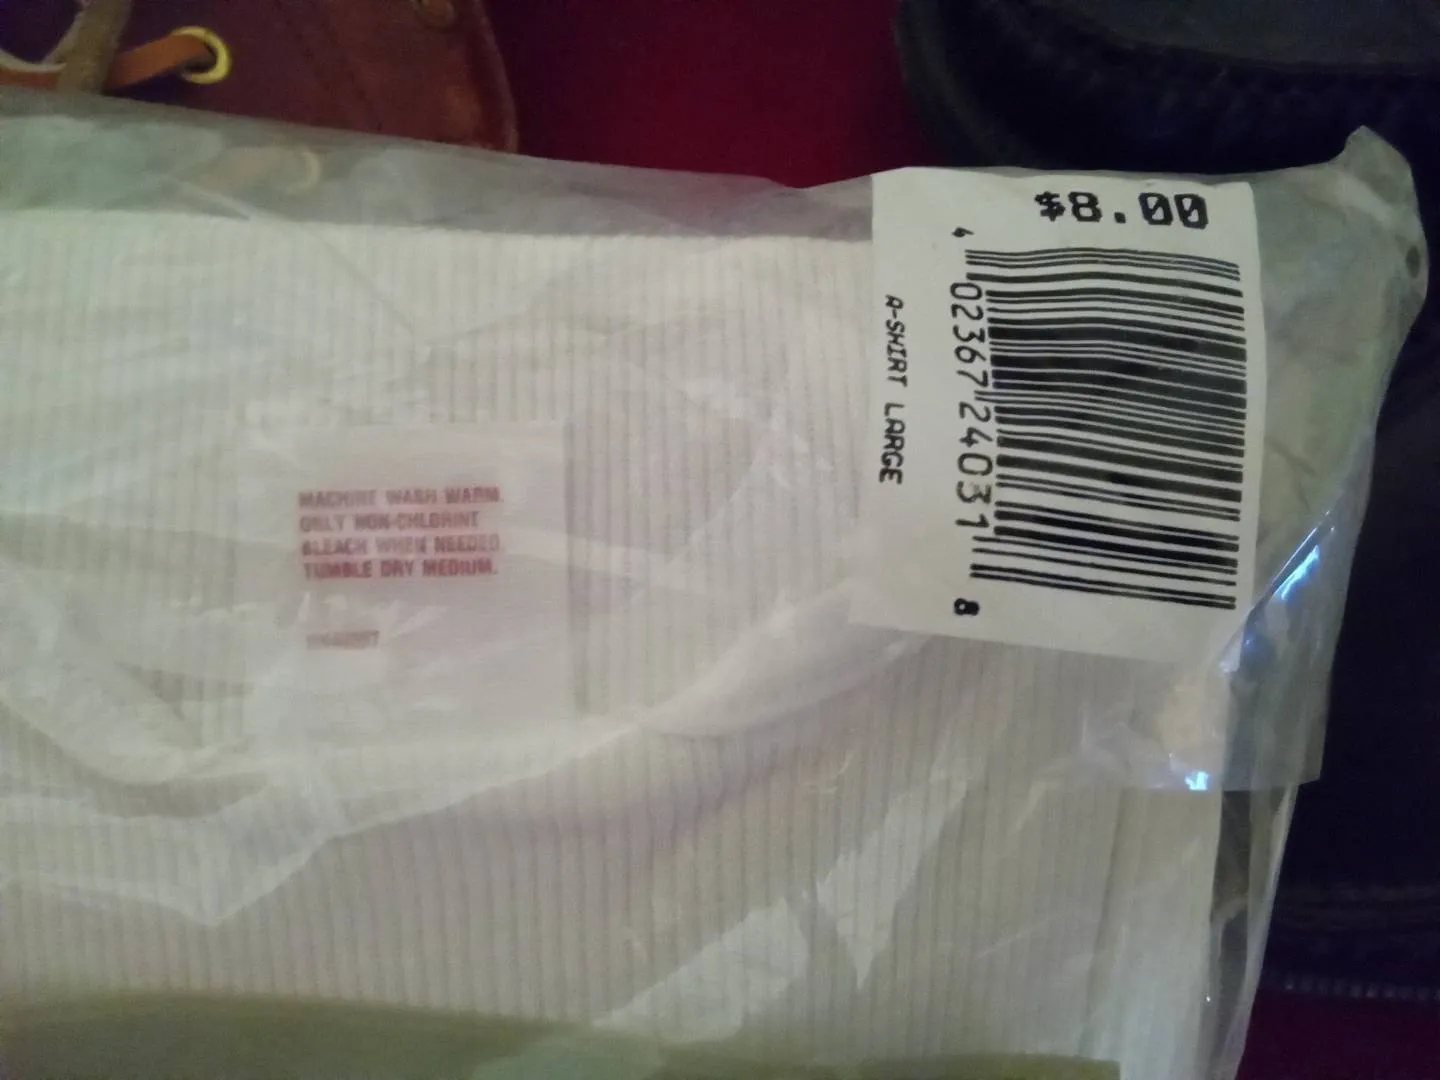 $8.00
4 02367 24031 8
A-SHIRT LARGE
MACHINE WASH WARM.
ONLY NON-CHLORINE
BLEACH WHEN NEEDED.
TUMBLE DRY MEDIUM.